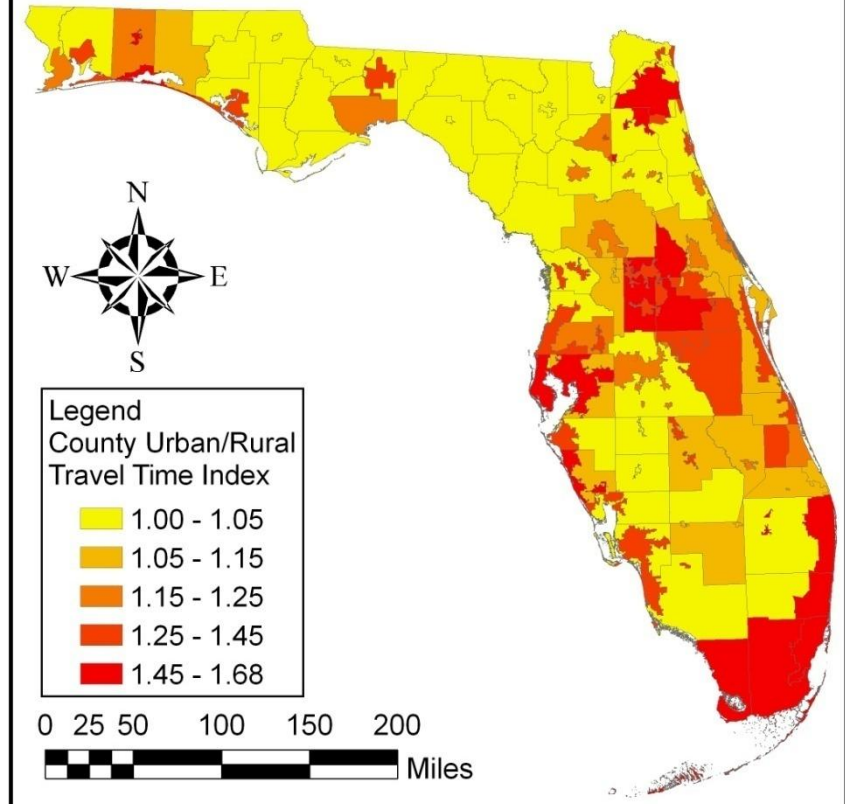 N
W E
S
Legend
County Urban/Rural
Travel Time Index
1.00 - 1.05
1.05 - 1.15
1.15 - 1.25
1.25 - 1.45
1.45 - 1.68
0 25 50 100 150 200
Miles